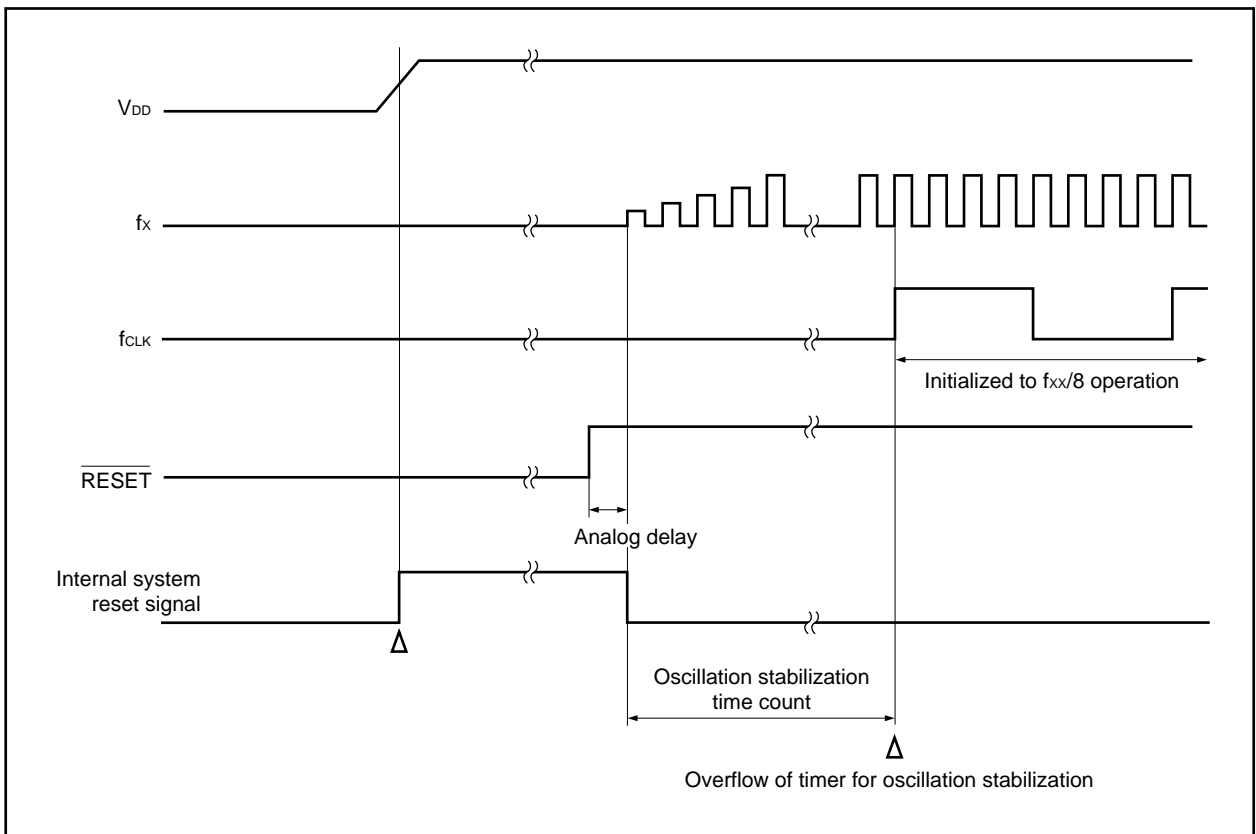 VDD
fX
fCLK
Initialized to fXX/8 operation
RESET
Analog delay
Internal system
reset signal
Oscillation stabilization
time count
Overflow of timer for oscillation stabilization